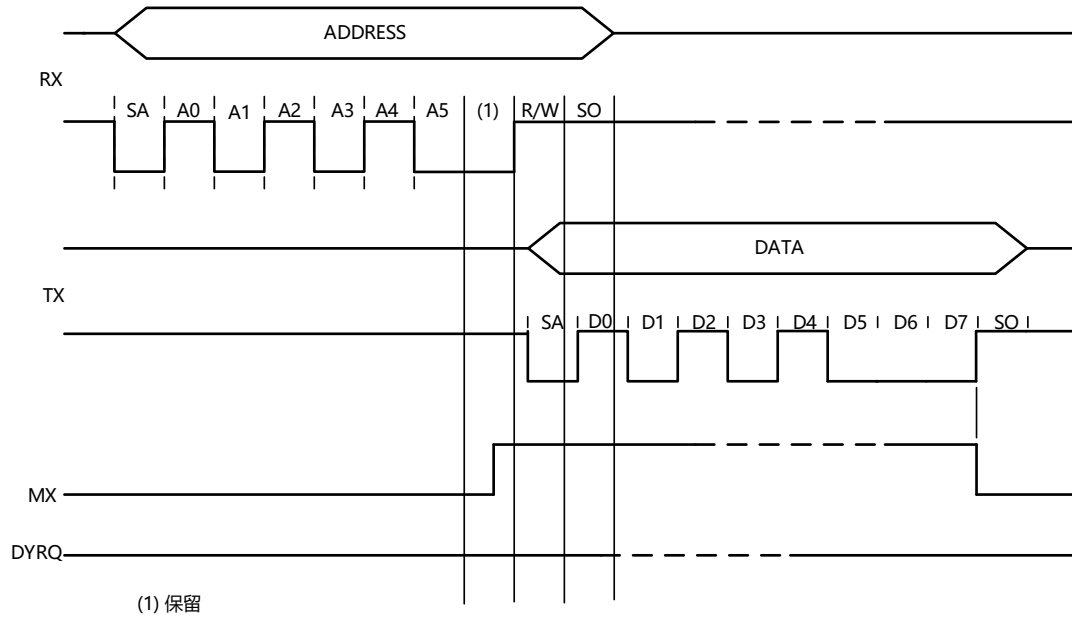 ADDRESS
RX
SA A0 A1 A2 A3 A4 A5 (1) R/W SO
DATA
TX
SA D0 D1 D2 D3 D4 D5 D6 D7 SO
MX
DYRQ
(1) 保留